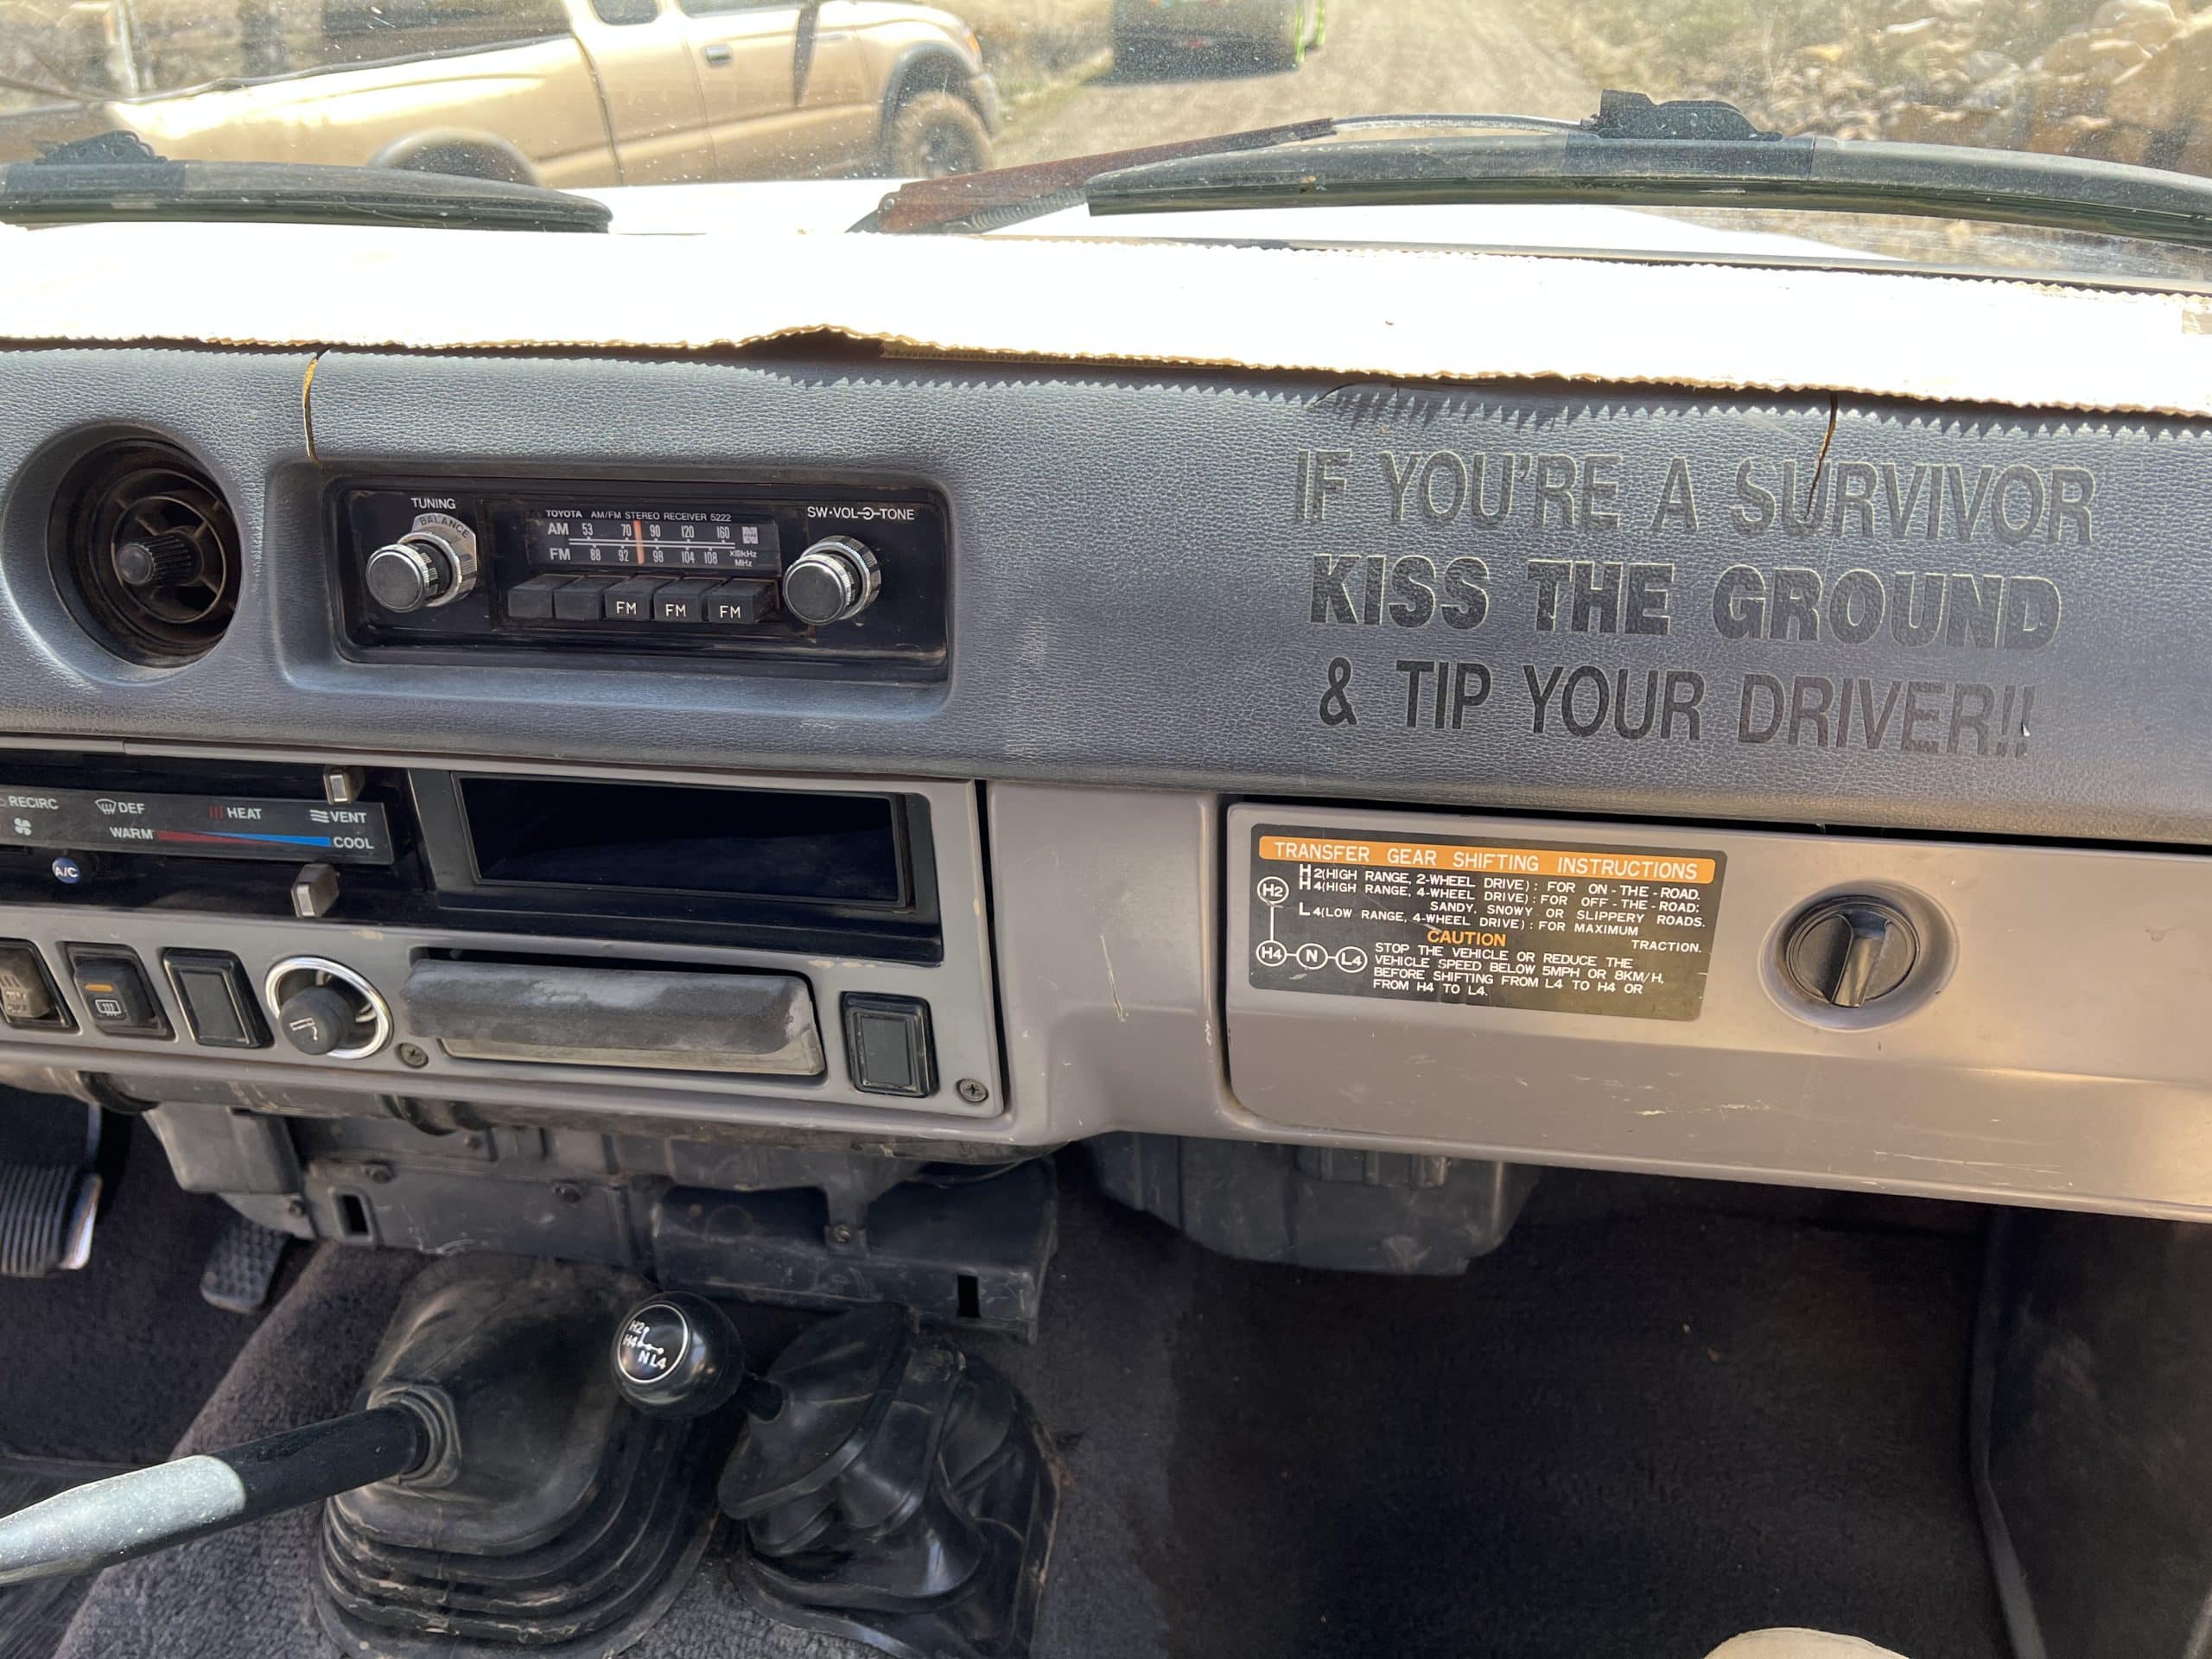 TUNING
BALANCE
TOYOTA AM/FM STEREO RECEIVER 5222
AM 53 70 90 120 160 x10kHz
FM 88 92 98 104 108 MHz
SW·VOL TONE
FM FM FM
IF YOU'RE A SURVIVOR
KISS THE GROUND
& TIP YOUR DRIVER!!
RECIRC DEF HEAT VENT
WARM COOL
A/C
TRANSFER GEAR SHIFTING INSTRUCTIONS
H2(HIGH RANGE, 2-WHEEL DRIVE): FOR ON-THE-ROAD.
H4(HIGH RANGE, 4-WHEEL DRIVE): FOR OFF-THE-ROAD;
SANDY, SNOWY OR SLIPPERY ROADS.
L4(LOW RANGE, 4-WHEEL DRIVE): FOR MAXIMUM
TRACTION.
CAUTION
STOP THE VEHICLE OR REDUCE THE
VEHICLE SPEED BELOW 5MPH OR 8KM/H,
BEFORE SHIFTING FROM L4 TO H4 OR
FROM H4 TO L4.
H2
H4 N L4
H2
H4
N L4